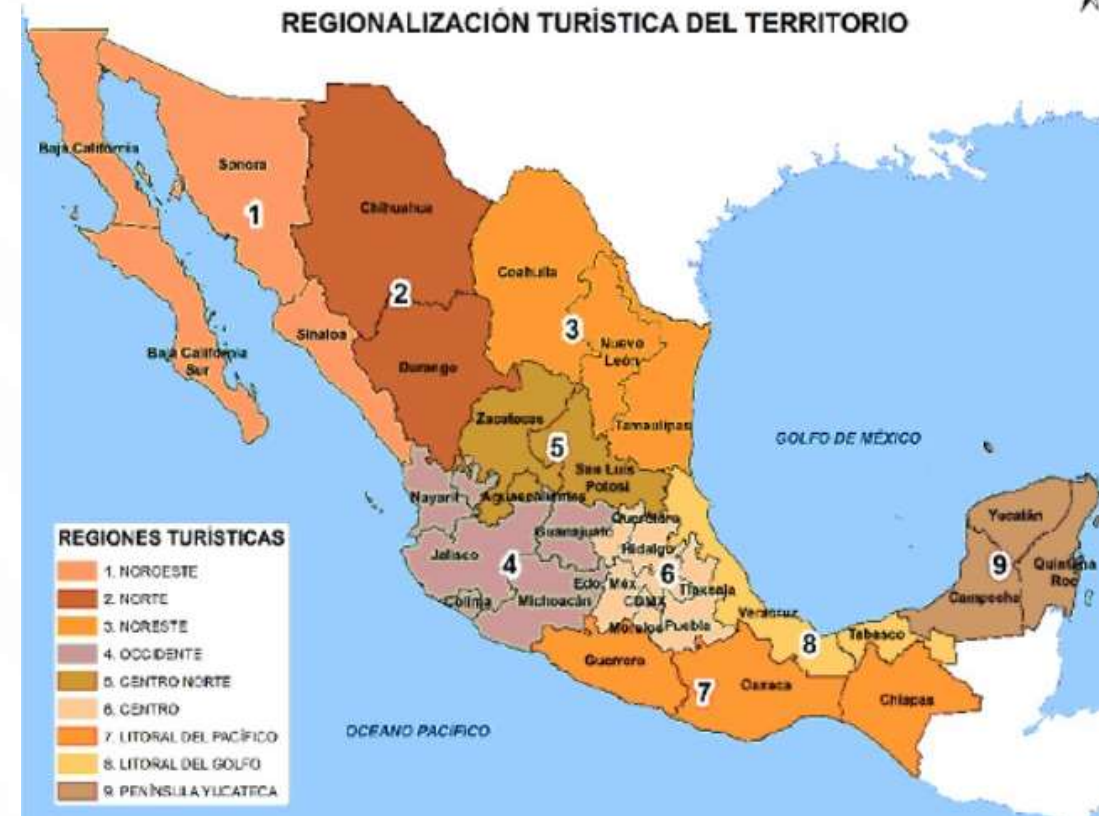 REGIONALIZACIÓN TURÍSTICA DEL TERRITORIO
Baja California
Sonora
1
Chihuahua
Coahuila
2
3
Sinaloa
Nuevo
León
Baja California
Sur
Durango
Zacatecas
Tamaulipas
GOLFO DE MÉXICO
5
San Luis
Potosí
Nayarit
Aguascalientes
Yucatán
Querétaro
Guanajuato
Hidalgo
Jalisco
4
6
9
Quintana
Roo
Edo Méx
Tlaxcala
Colima
Michoacán
CDMX
Campeche
Veracruz
Morelos
Puebla
Tabasco
8
Guerrero
7
Oaxaca
Chiapas
OCEANO PACÍFICO
REGIONES TURÍSTICAS
1. NOROESTE
2. NORTE
3. NORESTE
4. OCCIDENTE
5. CENTRO NORTE
6. CENTRO
7. LITORAL DEL PACÍFICO
8. LITORAL DEL GOLFO
9. PENÍNSULA YUCATECA